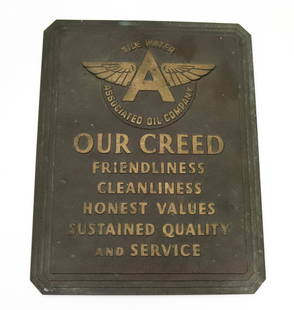 TIDE WATER
A
ASSOCIATED OIL COMPANY
OUR CREED
FRIENDLINESS
CLEANLINESS
HONEST VALUES
SUSTAINED QUALITY
AND SERVICE